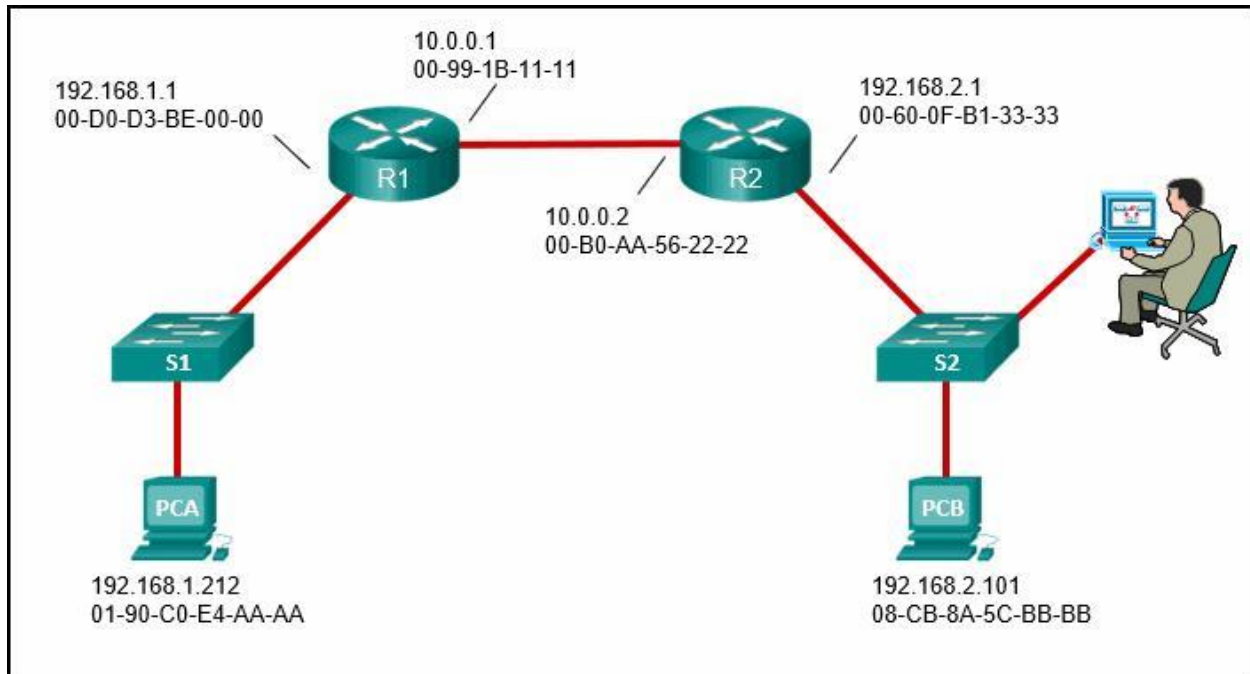 10.0.0.1
00-99-1B-11-11
192.168.1.1
00-D0-D3-BE-00-00
192.168.2.1
00-60-0F-B1-33-33
R1
R2
10.0.0.2
00-B0-AA-56-22-22
S1
S2
PCA
PCB
192.168.1.212
01-90-C0-E4-AA-AA
192.168.2.101
08-CB-8A-5C-BB-BB